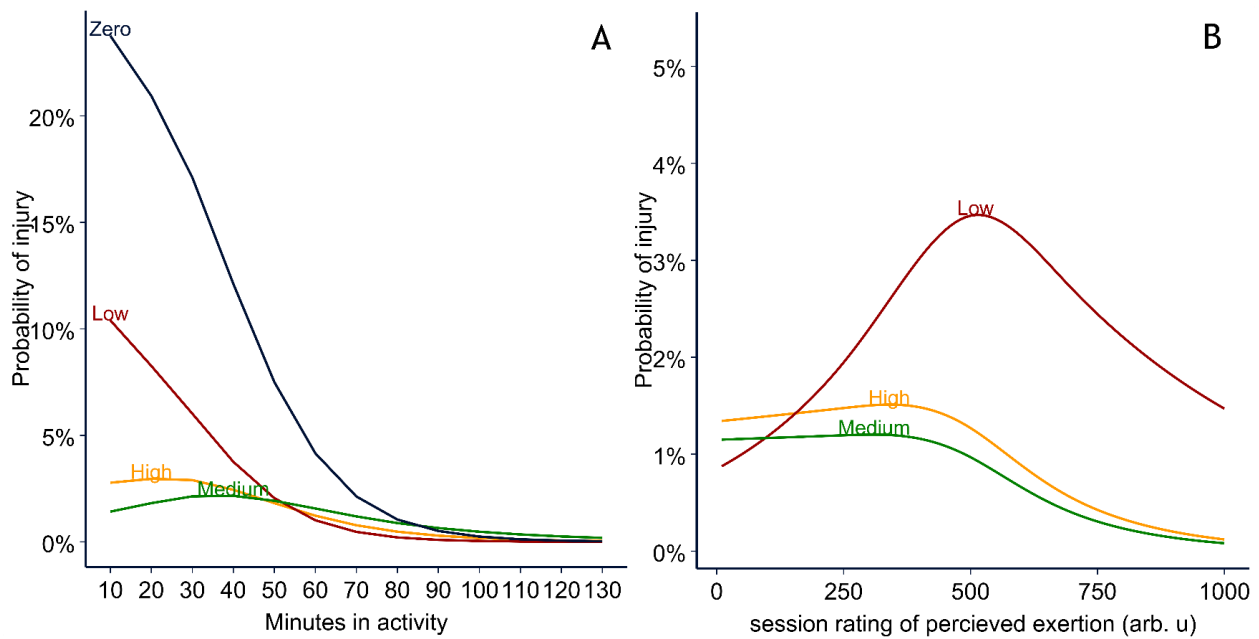 A
Zero
20%
15%
10%
5%
0%
Probability of injury
Low
High
Medium
10 20 30 40 50 60 70 80 90 100 110 120 130
Minutes in activity
B
5%
4%
3%
2%
1%
0%
Probability of injury
Low
High
Medium
0 250 500 750 1000
session rating of percieved exertion (arb. u)